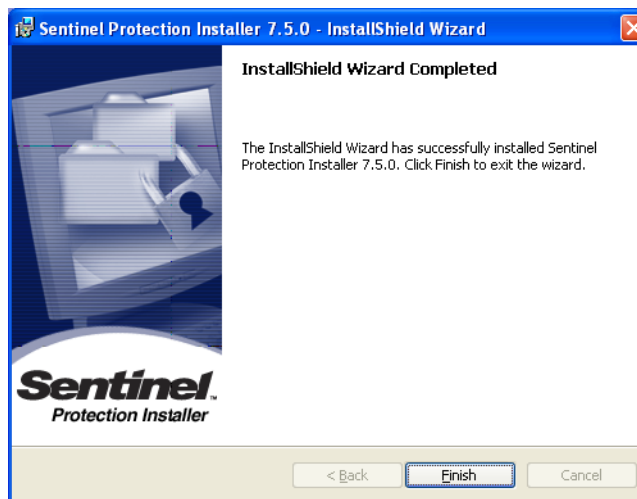 Sentinel Protection Installer 7.5.0 - InstallShield Wizard
InstallShield Wizard Completed
The InstallShield Wizard has successfully installed Sentinel
Protection Installer 7.5.0. Click Finish to exit the wizard.
Sentinel™
Protection Installer
< Back
Finish
Cancel